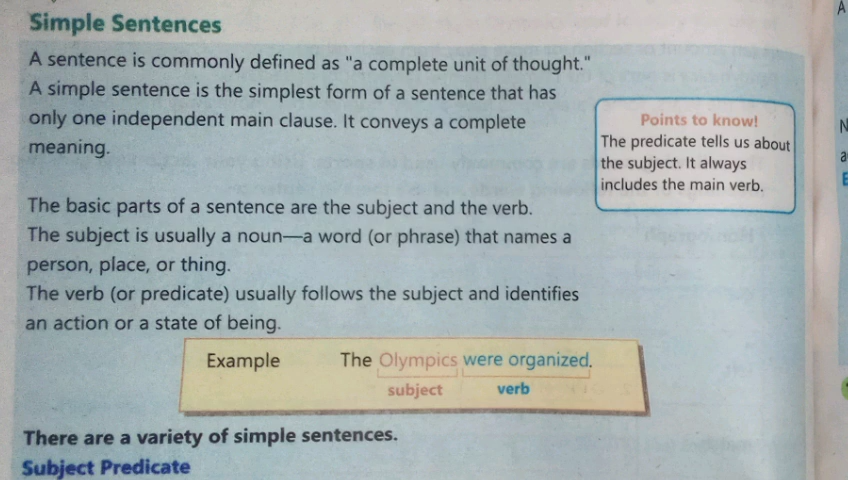 Simple Sentences
A sentence is commonly defined as "a complete unit of thought."
A simple sentence is the simplest form of a sentence that has
only one independent main clause. It conveys a complete
meaning.
Points to know!
The predicate tells us about
the subject. It always
includes the main verb.
The basic parts of a sentence are the subject and the verb.
The subject is usually a noun—a word (or phrase) that names a
person, place, or thing.
The verb (or predicate) usually follows the subject and identifies
an action or a state of being.
Example The Olympics were organized.
subject verb
There are a variety of simple sentences.
Subject Predicate